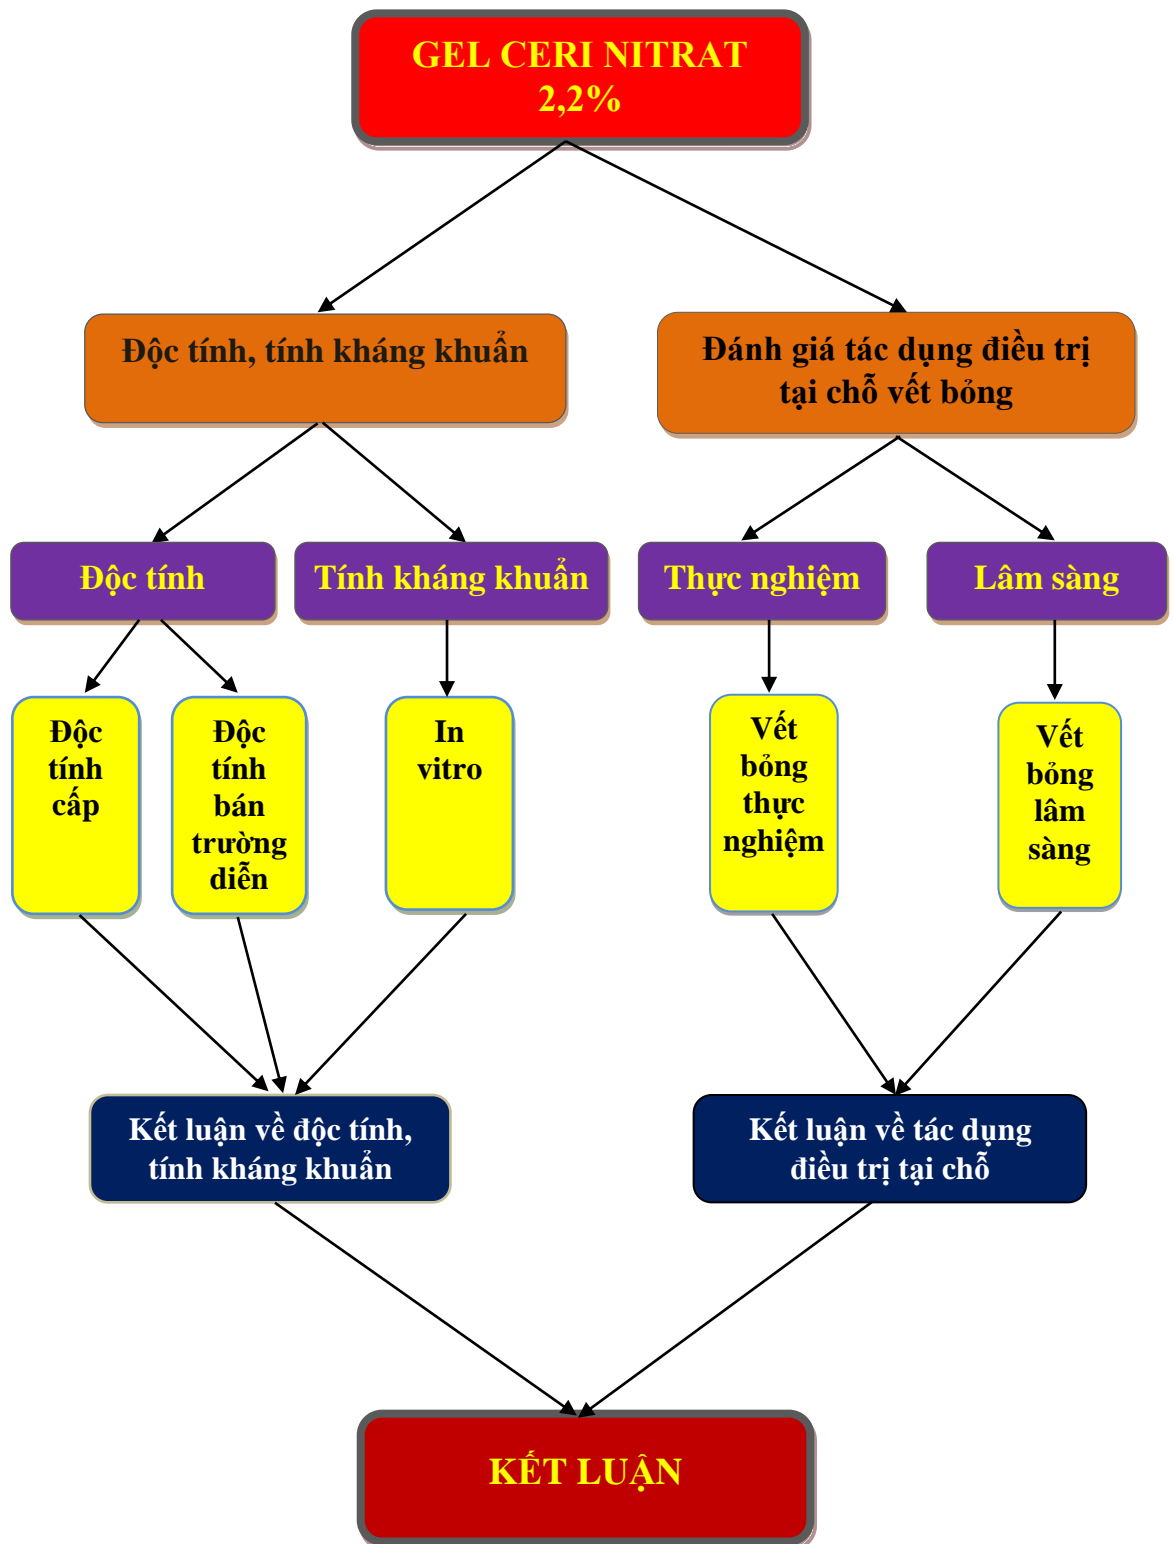 GEL CERI NITRAT
2,2%
Độc tính, tính kháng khuẩn
Đánh giá tác dụng điều trị
tại chỗ vết bỏng
Độc tính
Tính kháng khuẩn
Thực nghiệm
Lâm sàng
Độc
tính
cấp
Độc
tính
bán
trường
diễn
In
vitro
Vết
bỏng
thực
nghiệm
Vết
bỏng
lâm
sàng
Kết luận về độc tính,
tính kháng khuẩn
Kết luận về tác dụng
điều trị tại chỗ
KẾT LUẬN